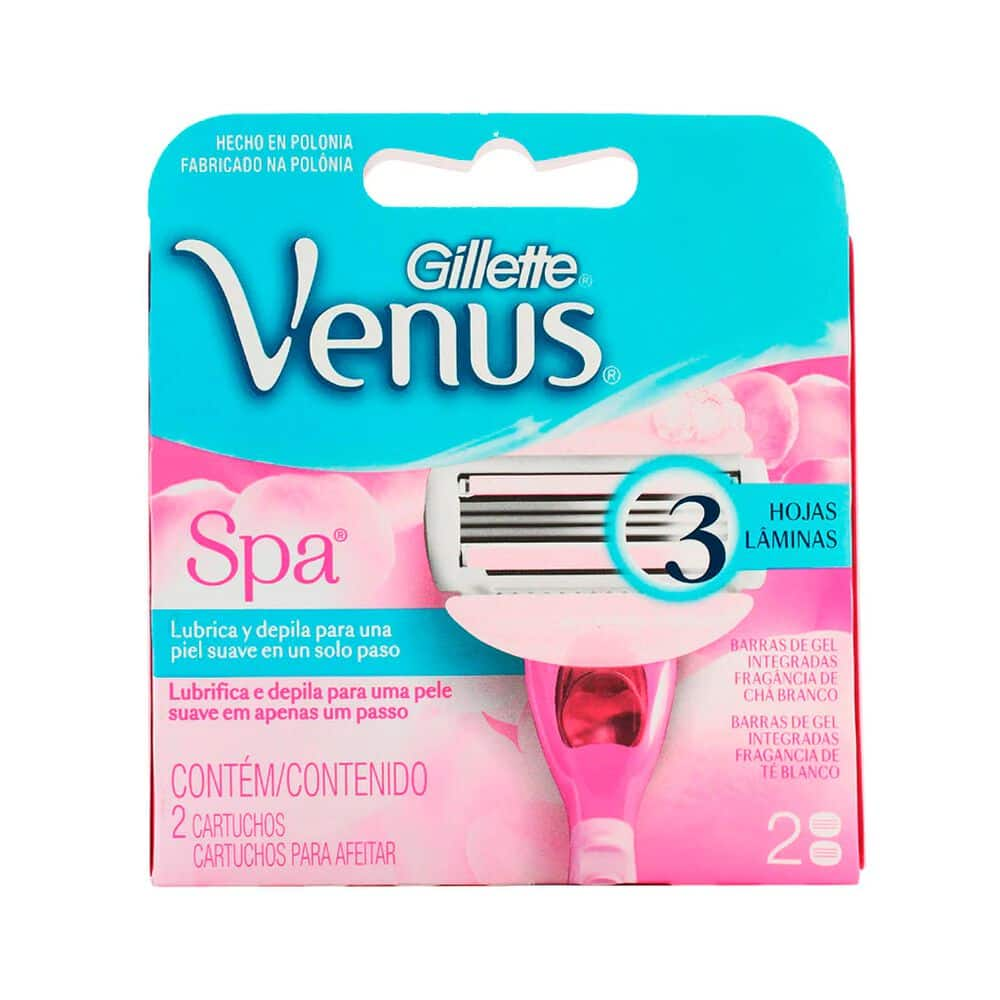 HECHO EN POLONIA
FABRICADO NA POLÔNIA
Gillette®
Venus®
Spa®
Lubrica y depila para una
piel suave en un solo paso
Lubrifica e depila para uma pele
suave em apenas um passo
3
HOJAS
LÂMINAS
BARRAS DE GEL
INTEGRADAS
FRAGÂNCIA DE
CHÁ BRANCO
BARRAS DE GEL
INTEGRADAS
FRAGANCIA DE
TÉ BLANCO
CONTÉM/CONTENIDO
2 CARTUCHOS
CARTUCHOS PARA AFEITAR
2